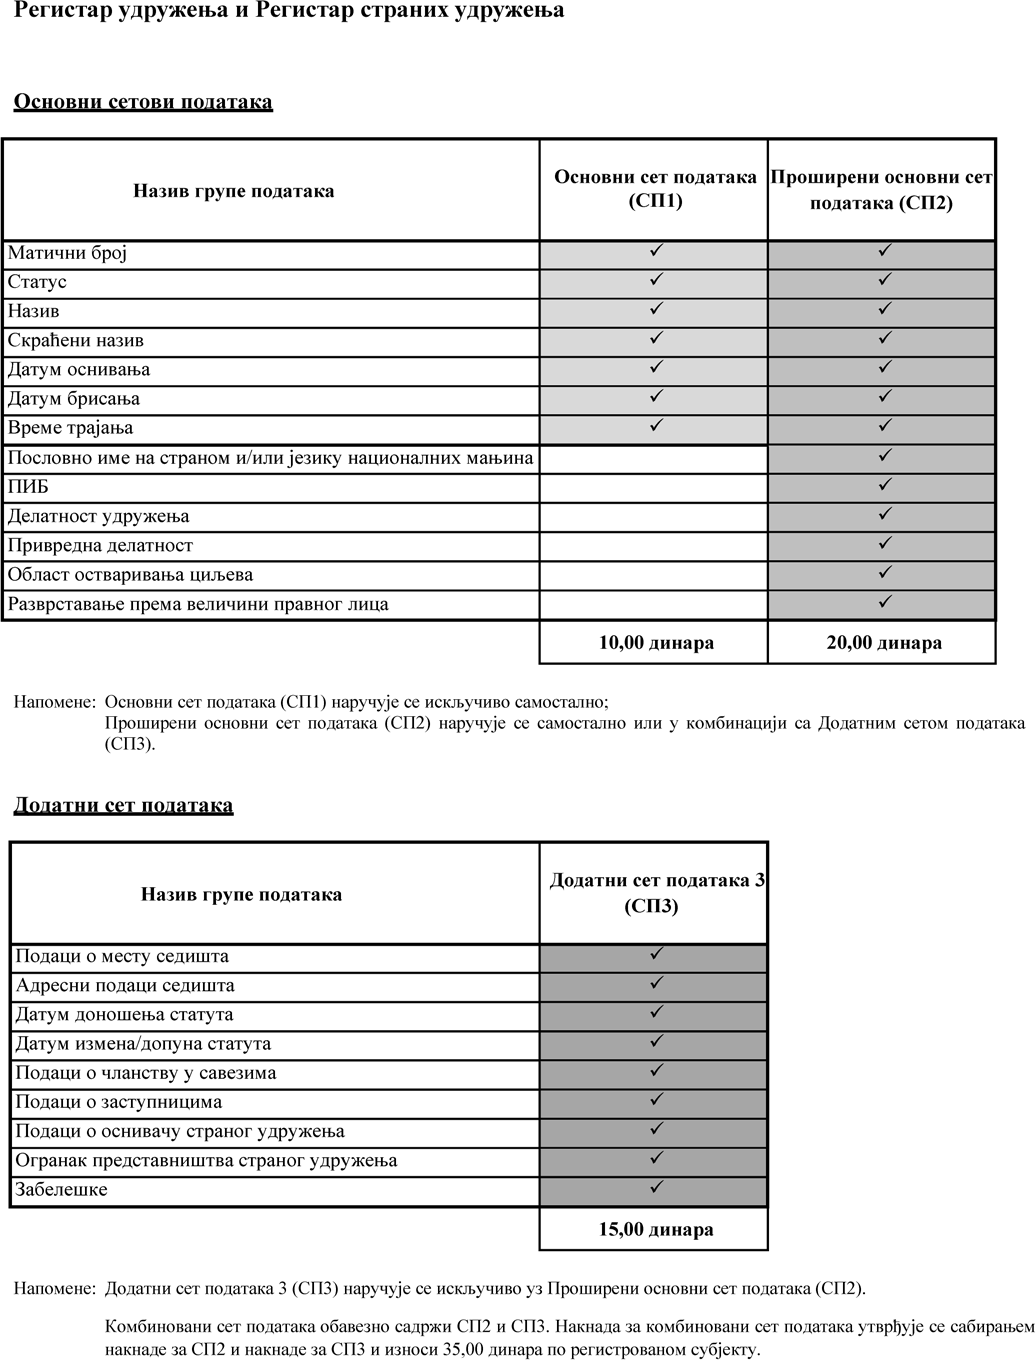 Регистар удружења и Регистар страних удружења
Основни сетови података
Назив групе података
Основни сет података
(СП1)
Проширени основни сет
података (СП2)
Матични број ✓ ✓
Статус ✓ ✓
Назив ✓ ✓
Скраћени назив ✓ ✓
Датум оснивања ✓ ✓
Датум брисања ✓ ✓
Време трајања ✓ ✓
Пословно име на страном и/или језику националних мањина ✓
ПИБ ✓
Делатност удружења ✓
Привредна делатност ✓
Област остваривања циљева ✓
Разврставање према величини правног лица ✓
10,00 динара 20,00 динара
Напомене: Основни сет података (СП1) наручује се искључиво самостално;
Проширени основни сет података (СП2) наручује се самостално или у комбинацији са Додатним сетом података
(СП3).
Додатни сет података
Назив групе података
Додатни сет података 3
(СП3)
Подаци о месту седишта ✓
Адресни подаци седишта ✓
Датум доношења статута ✓
Датум измена/допуна статута ✓
Подаци о чланству у савезима ✓
Подаци о заступницима ✓
Подаци о оснивачу страног удружења ✓
Огранак представништва страног удружења ✓
Забелешке ✓
15,00 динара
Напомене: Додатни сет података 3 (СП3) наручује се искључиво уз Проширени основни сет података (СП2).
Комбиновани сет података обавезно садржи СП2 и СП3. Накнада за комбиновани сет података утврђује се сабирањем
накнаде за СП2 и накнаде за СП3 и износи 35,00 динара по регистрованом субјекту.